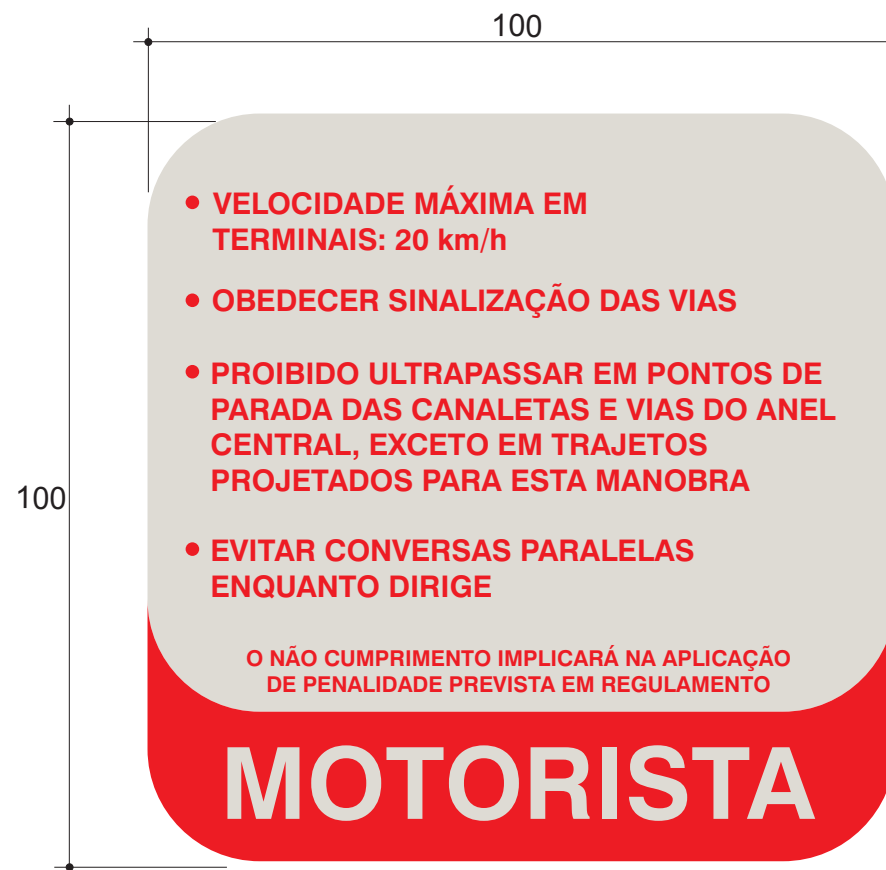 100
100
• VELOCIDADE MÁXIMA EM
TERMINAIS: 20 km/h
• OBEDECER SINALIZAÇÃO DAS VIAS
• PROIBIDO ULTRAPASSAR EM PONTOS DE
PARADA DAS CANALETAS E VIAS DO ANEL
CENTRAL, EXCETO EM TRAJETOS
PROJETADOS PARA ESTA MANOBRA
• EVITAR CONVERSAS PARALELAS
ENQUANTO DIRIGE
O NÃO CUMPRIMENTO IMPLICARÁ NA APLICAÇÃO
DE PENALIDADE PREVISTA EM REGULAMENTO
MOTORISTA